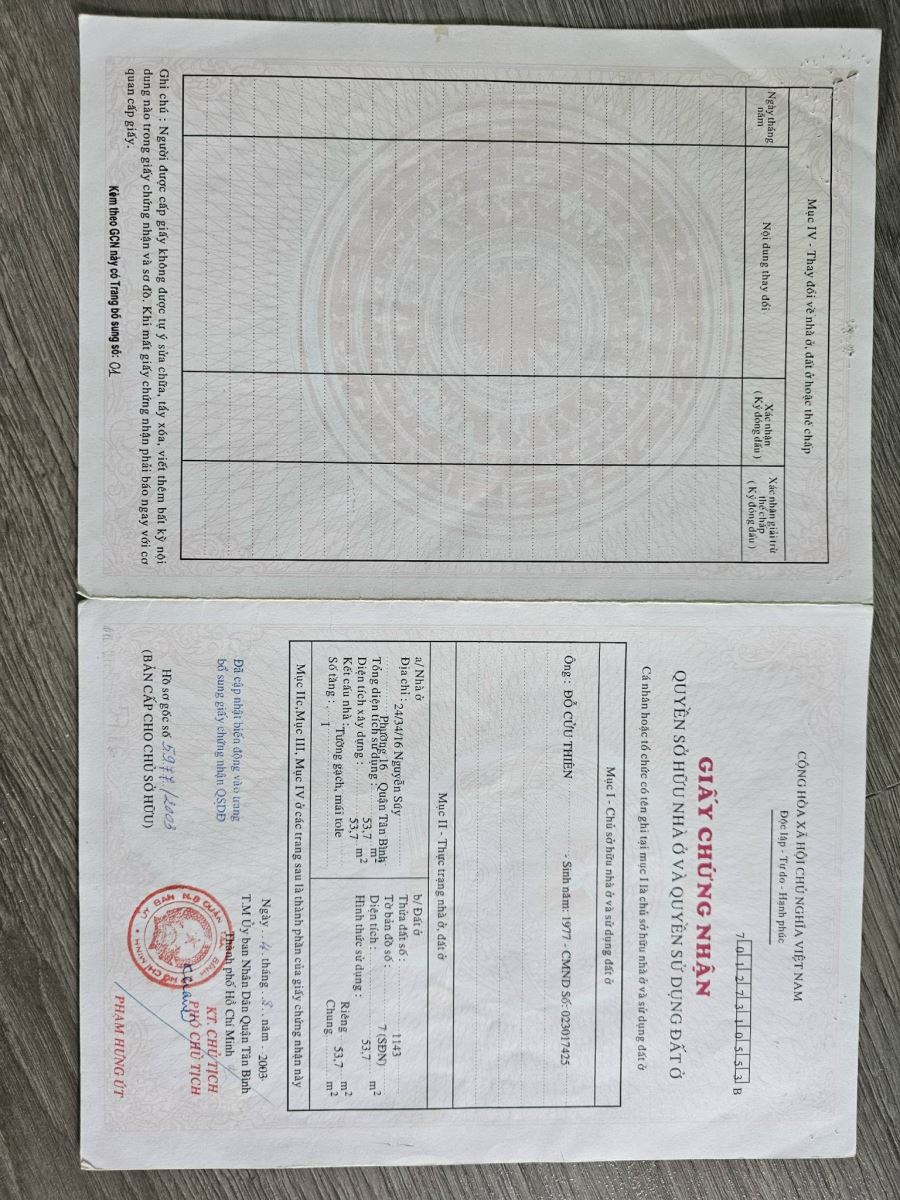 Mục IV - Thay đổi về nhà ở, đất ở hoặc thế chấp
Ngày tháng năm
Nội dung thay đổi
Xác nhận
( Ký đóng dấu )
Xác nhận giải trừ
thế chấp
( Ký đóng dấu )
Ghi chú : Người được cấp giấy không được tự ý sửa chữa, tẩy xóa, viết thêm bất kỳ nội
dung nào trong giấy chứng nhận và sơ đồ. Khi mất giấy chứng nhận phải báo ngay với cơ
quan cấp giấy.
Kèm theo GCN này có Trang bổ sung số: 01
CỘNG HÒA XÃ HỘI CHỦ NGHĨA VIỆT NAM
Độc lập - Tự do - Hạnh phúc
7 0 1 2 7 3 1 0 5 5 3 B
GIẤY CHỨNG NHẬN
QUYỀN SỞ HỮU NHÀ Ở VÀ QUYỀN SỬ DỤNG ĐẤT Ở
Cá nhân hoặc tổ chức có tên ghi tại mục I là chủ sở hữu nhà ở và sử dụng đất ở
Mục I - Chủ sở hữu nhà ở và sử dụng đất ở
Ông : ĐỖ CỬU THIÊN - Sinh năm: 1977 - CMND Số: 023017425
Mục II - Thực trạng nhà ở, đất ở
a/ Nhà ở
Địa chỉ : 24/34/16 Nguyễn Súy
Phường 16 Quận Tân Bình
Tổng diện tích sử dụng : 53,7 m2
Diện tích xây dựng : 53,7 m2
Kết cấu nhà : Tường gạch, mái tole
Số tầng : 1
b/ Đất ở
Thửa đất số : 1143
Tờ bản đồ số : 7 (SĐN)
Diện tích : 53,7 m2
Hình thức sử dụng :
Riêng 53,7 m2
Chung m2
Mục IIc,Mục III, Mục IV ở các trang sau là thành phần của giấy chứng nhận này
Đã cập nhật biến động vào trang
bổ sung giấy chứng nhận QSDĐ
Hồ sơ gốc số 5977/2003
(BẢN CẤP CHO CHỦ SỞ HỮU)
Ngày 14 tháng 8 năm 2003
T.M Ủy ban Nhân Dân Quận Tân Bình
Thành phố Hồ Chí Minh
KT. CHỦ TỊCH
PHÓ CHỦ TỊCH
PHẠM HÙNG ÚT